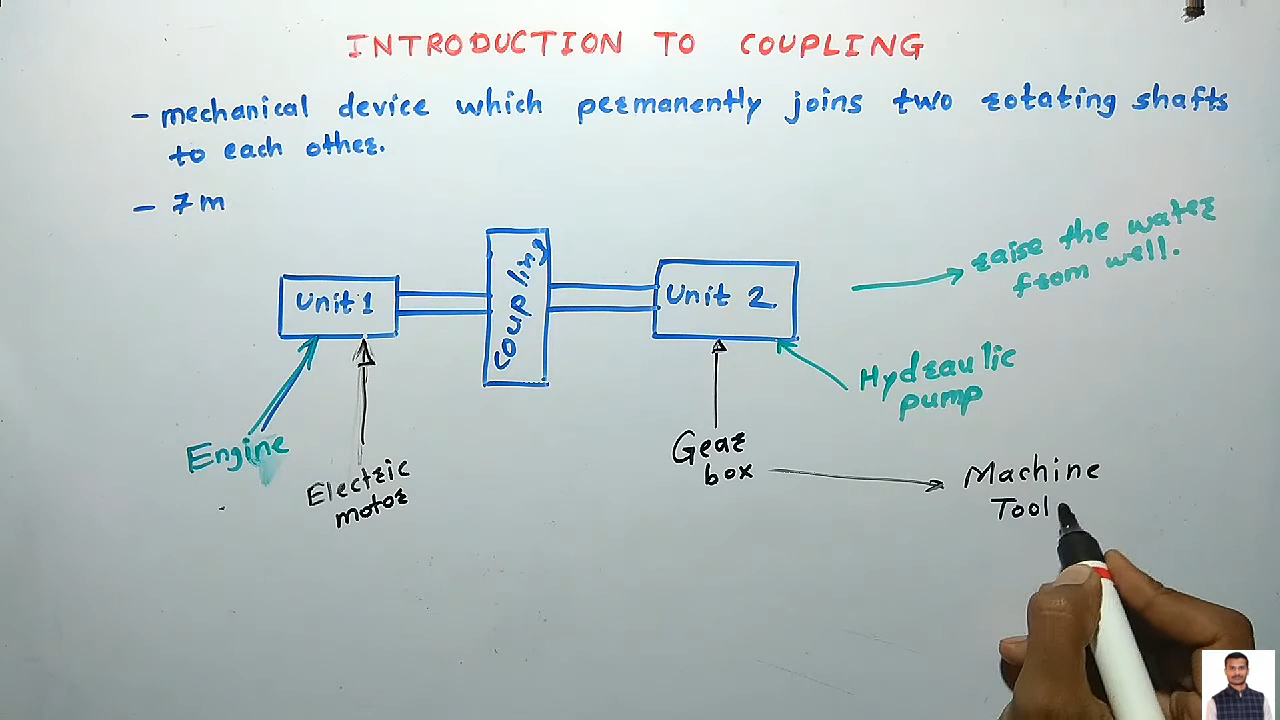 INTRODUCTION TO COUPLING
- mechanical device which permanently joins two rotating shafts
to each other.
- 7m
Unit 1
Coupling
Unit 2
raise the water
from well.
Hydraulic
pump
Engine
Electric
motor
Gear
box
Machine
Tool